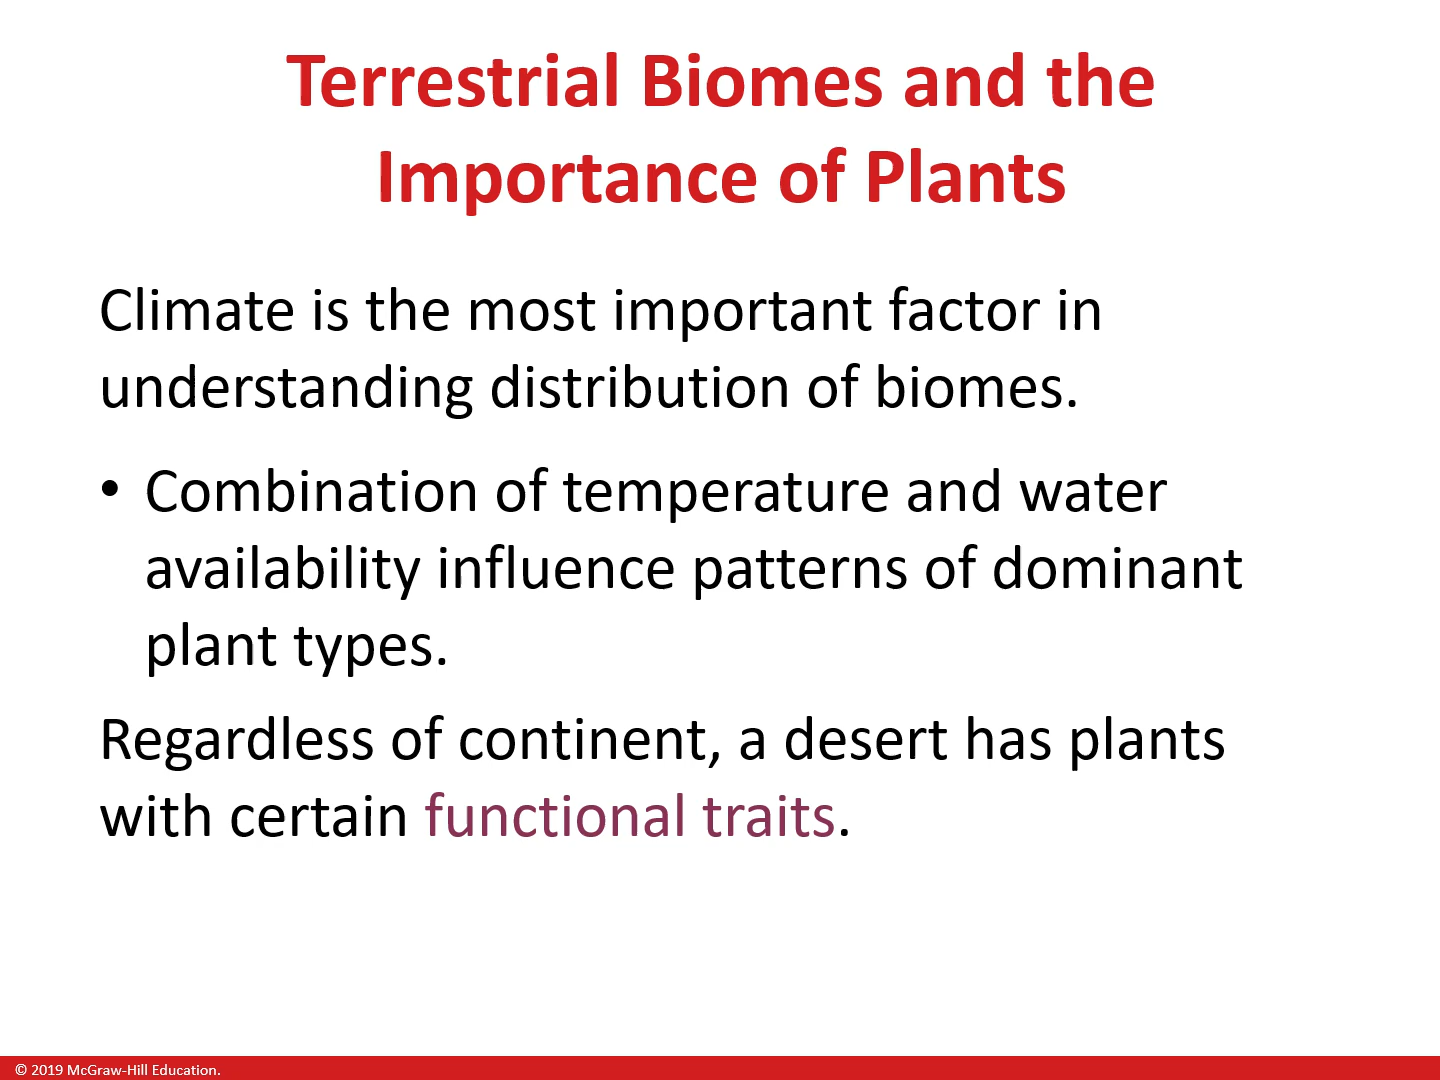 Terrestrial Biomes and the
Importance of Plants
Climate is the most important factor in
understanding distribution of biomes.
• Combination of temperature and water
availability influence patterns of dominant
plant types.
Regardless of continent, a desert has plants
with certain functional traits.
© 2019 McGraw-Hill Education.